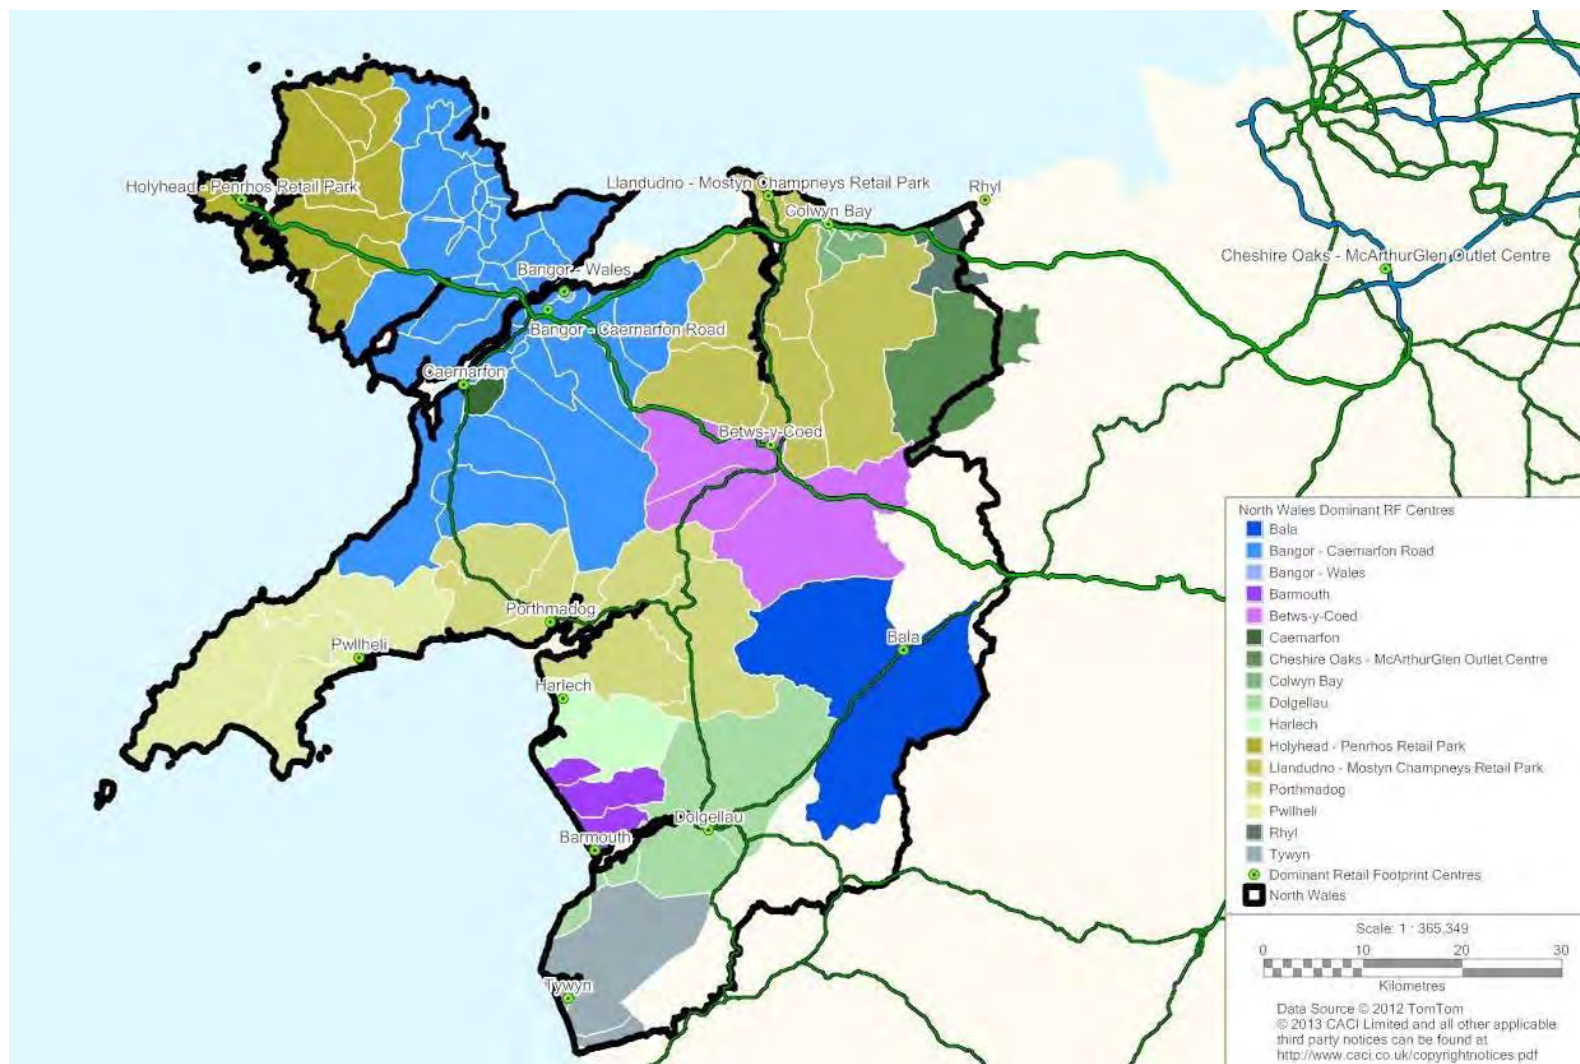 Holyhead - Penrhos Retail Park
Llandudno - Mostyn Champneys Retail Park
Rhyl
Colwyn Bay
Cheshire Oaks - McArthurGlen Outlet Centre
Bangor - Wales
Bangor - Caernarfon Road
Caernarfon
Betws-y-Coed
Porthmadog
Pwllheli
Bala
Harlech
Dolgellau
Barmouth
Tywyn
North Wales Dominant RF Centres
Bala
Bangor - Caernarfon Road
Bangor - Wales
Barmouth
Betws-y-Coed
Caernarfon
Cheshire Oaks - McArthurGlen Outlet Centre
Colwyn Bay
Dolgellau
Harlech
Holyhead - Penrhos Retail Park
Llandudno - Mostyn Champneys Retail Park
Porthmadog
Pwllheli
Rhyl
Tywyn
Dominant Retail Footprint Centres
North Wales
Scale: 1 : 365,349
0 10 20 30
Kilometres
Data Source © 2012 TomTom
© 2013 CACI Limited and all other applicable
third party notices can be found at
http://www.caci.co.uk/copyrightnotices.pdf